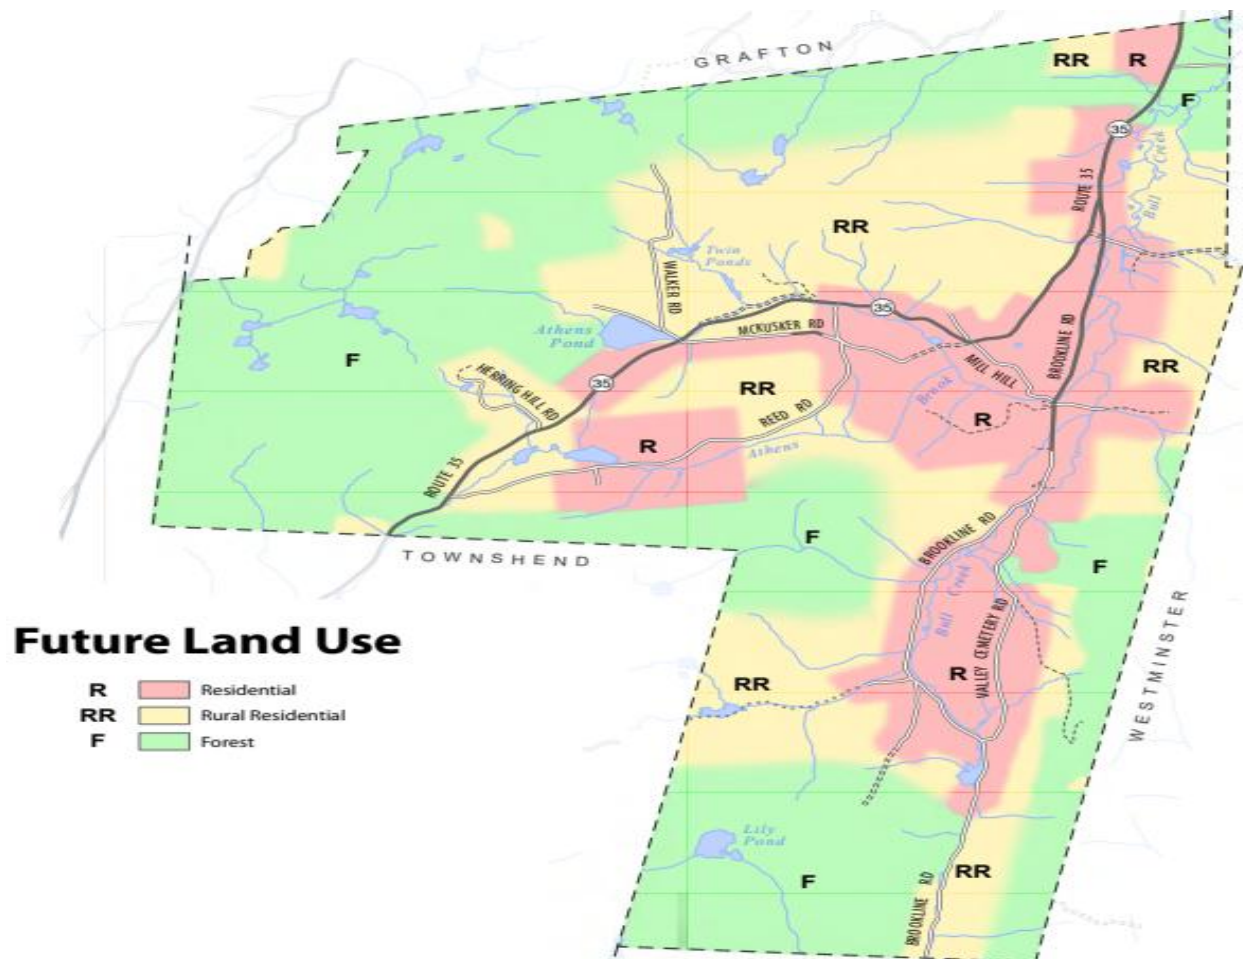 GRAFTON
RR
R
F
35
ROUTE 35
Bull Creek
RR
Twin
Ponds
WALKER RD
35
Athens
Pond
MCKUSKER RD
MILL HILL
BROOKLINE RD
F
HERRING HILL RD
35
RR
RR
Brook
REED RD
R
R
Athens
ROUTE 35
TOWNSHEND
F
BROOKLINE RD
F
Bull Creek
VALLEY CEMETERY RD
WESTMINSTER
Future Land Use
R Residential
RR Rural Residential
F Forest
RR
R
Lily
Pond
F
RR
BROOKLINE RD